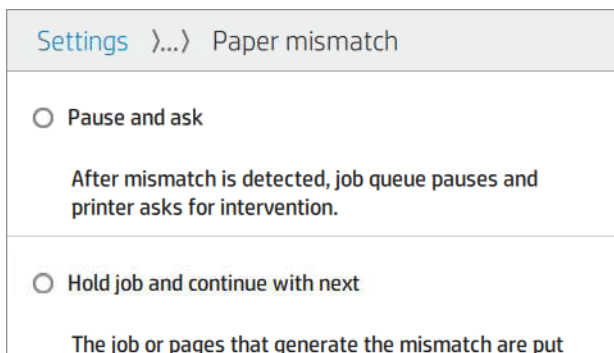 Settings 〉...〉 Paper mismatch
Pause and ask
After mismatch is detected, job queue pauses and
printer asks for intervention.
Hold job and continue with next
The job or pages that generate the mismatch are put